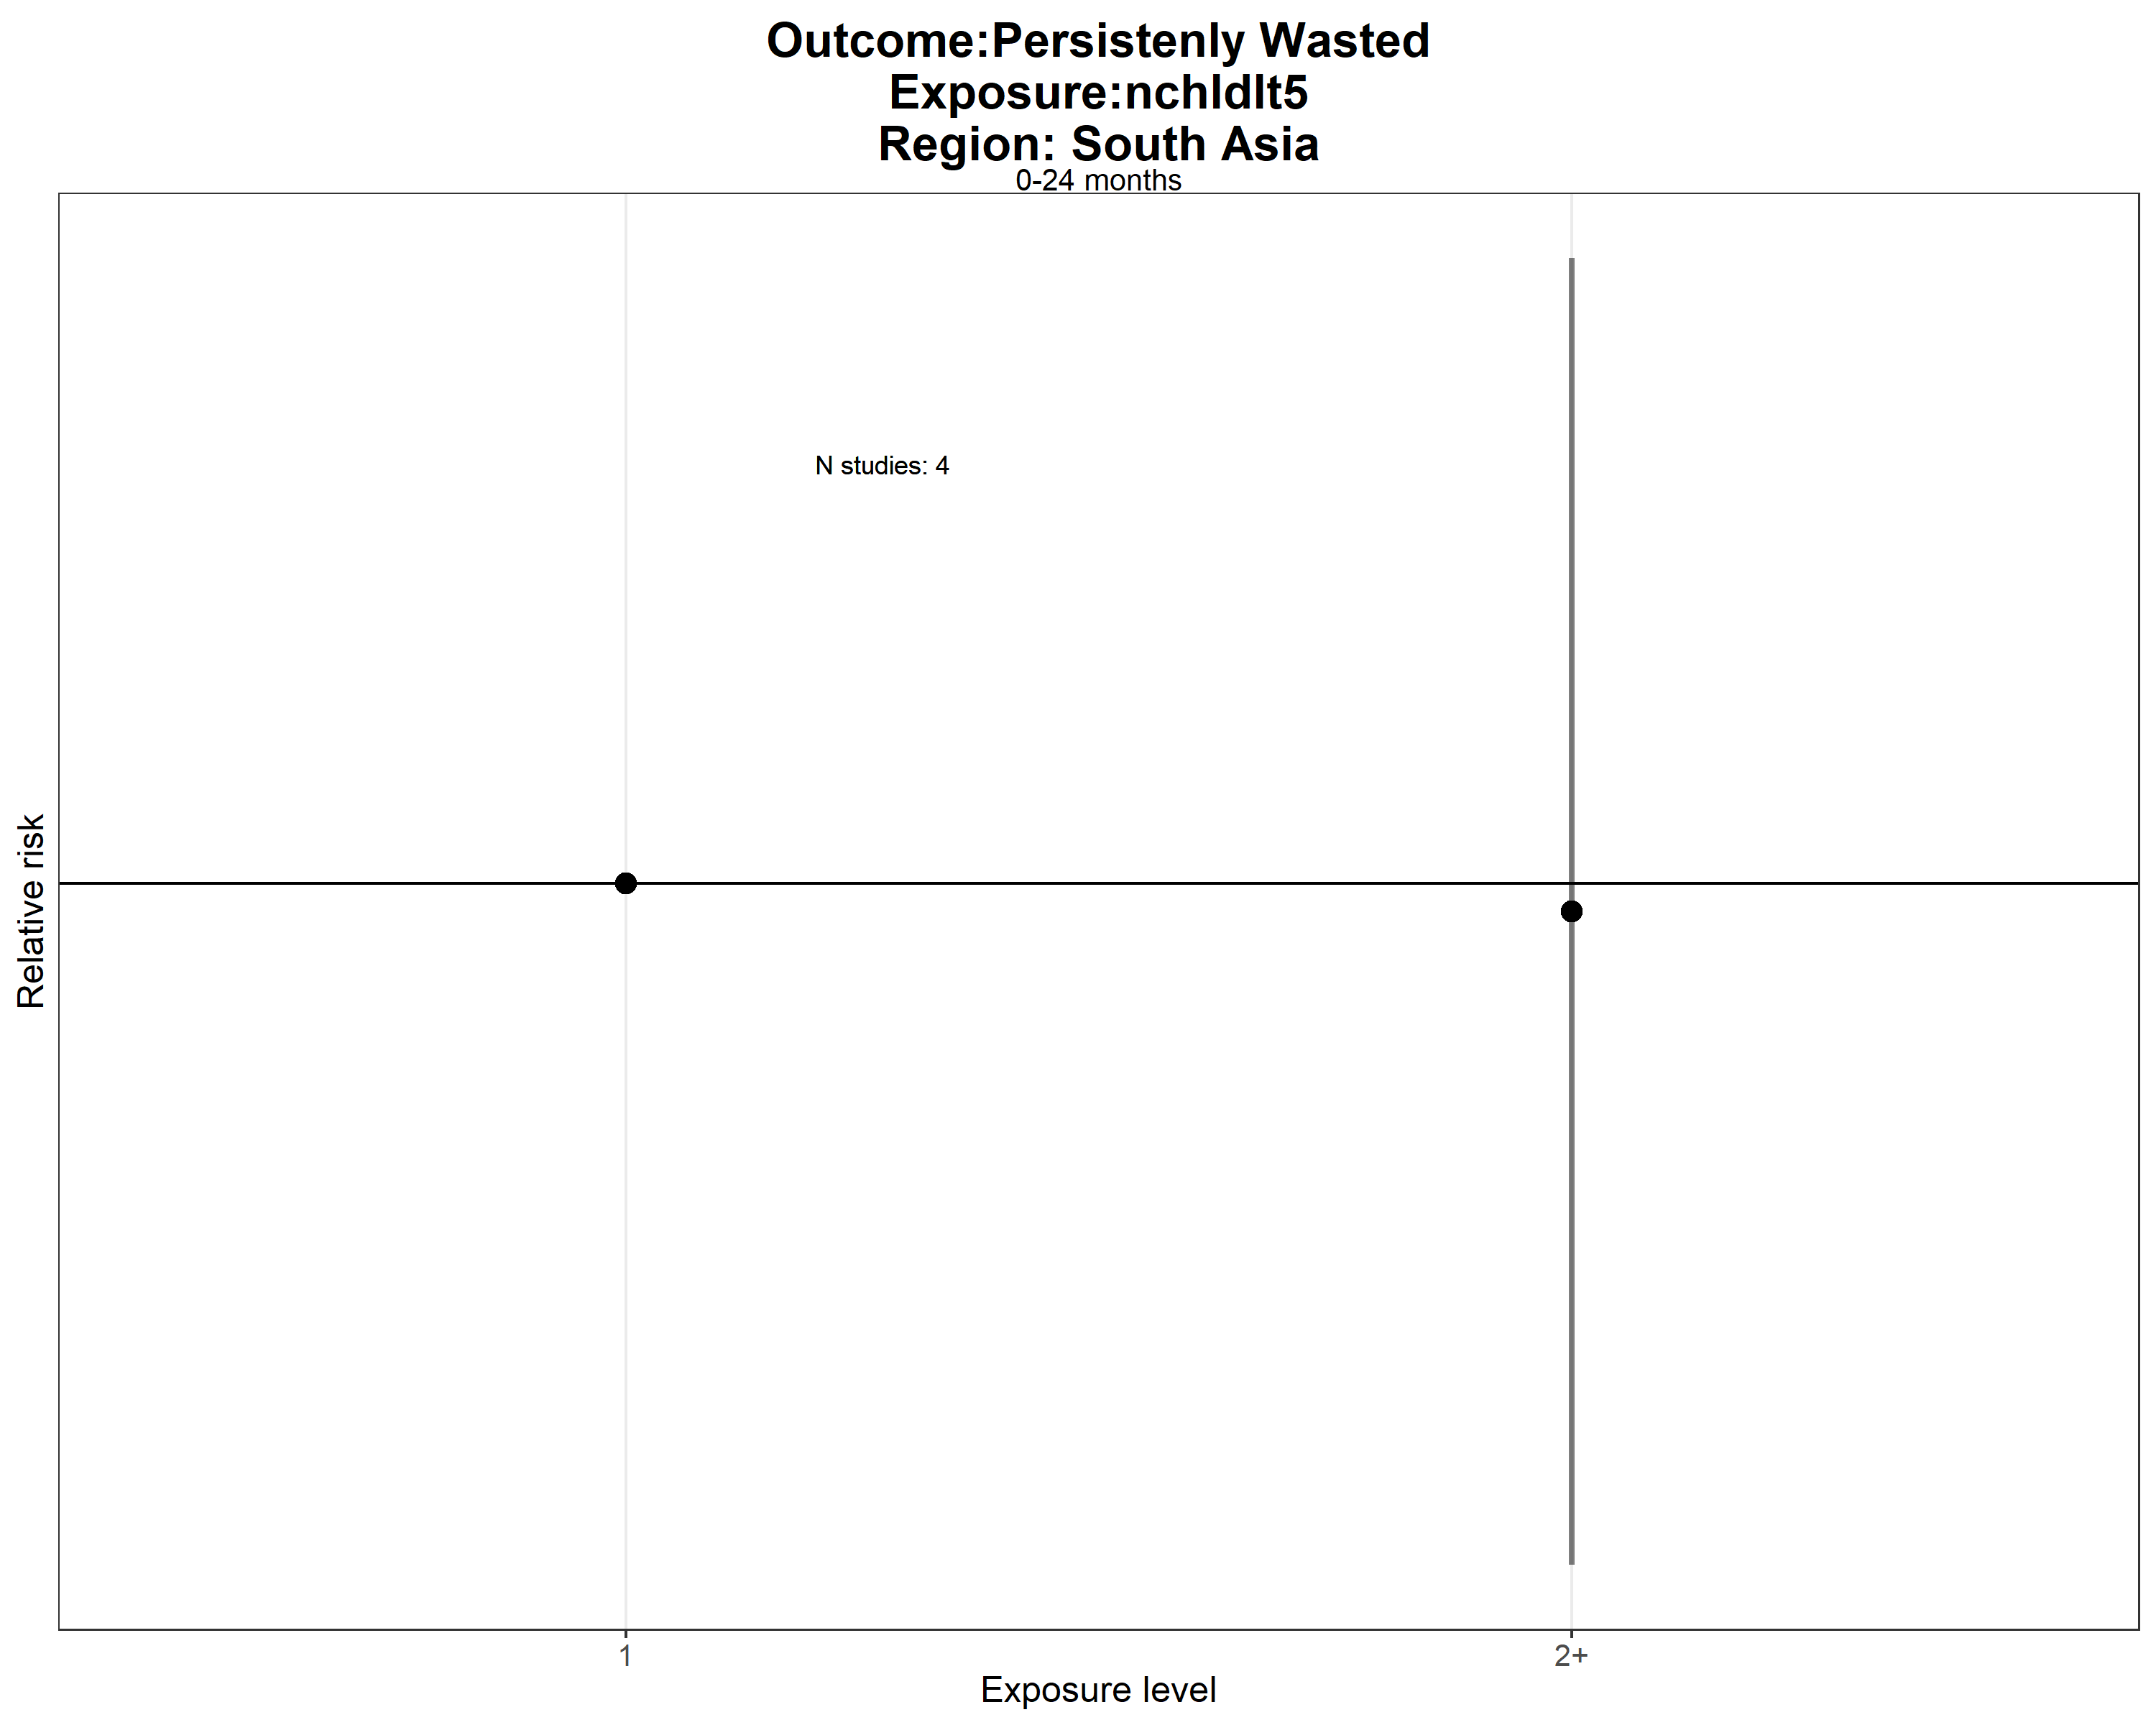 Outcome:Persistenly Wasted
Exposure:nchldlt5
Region: South Asia
0-24 months
N studies: 4
Relative risk
1
2+
Exposure level